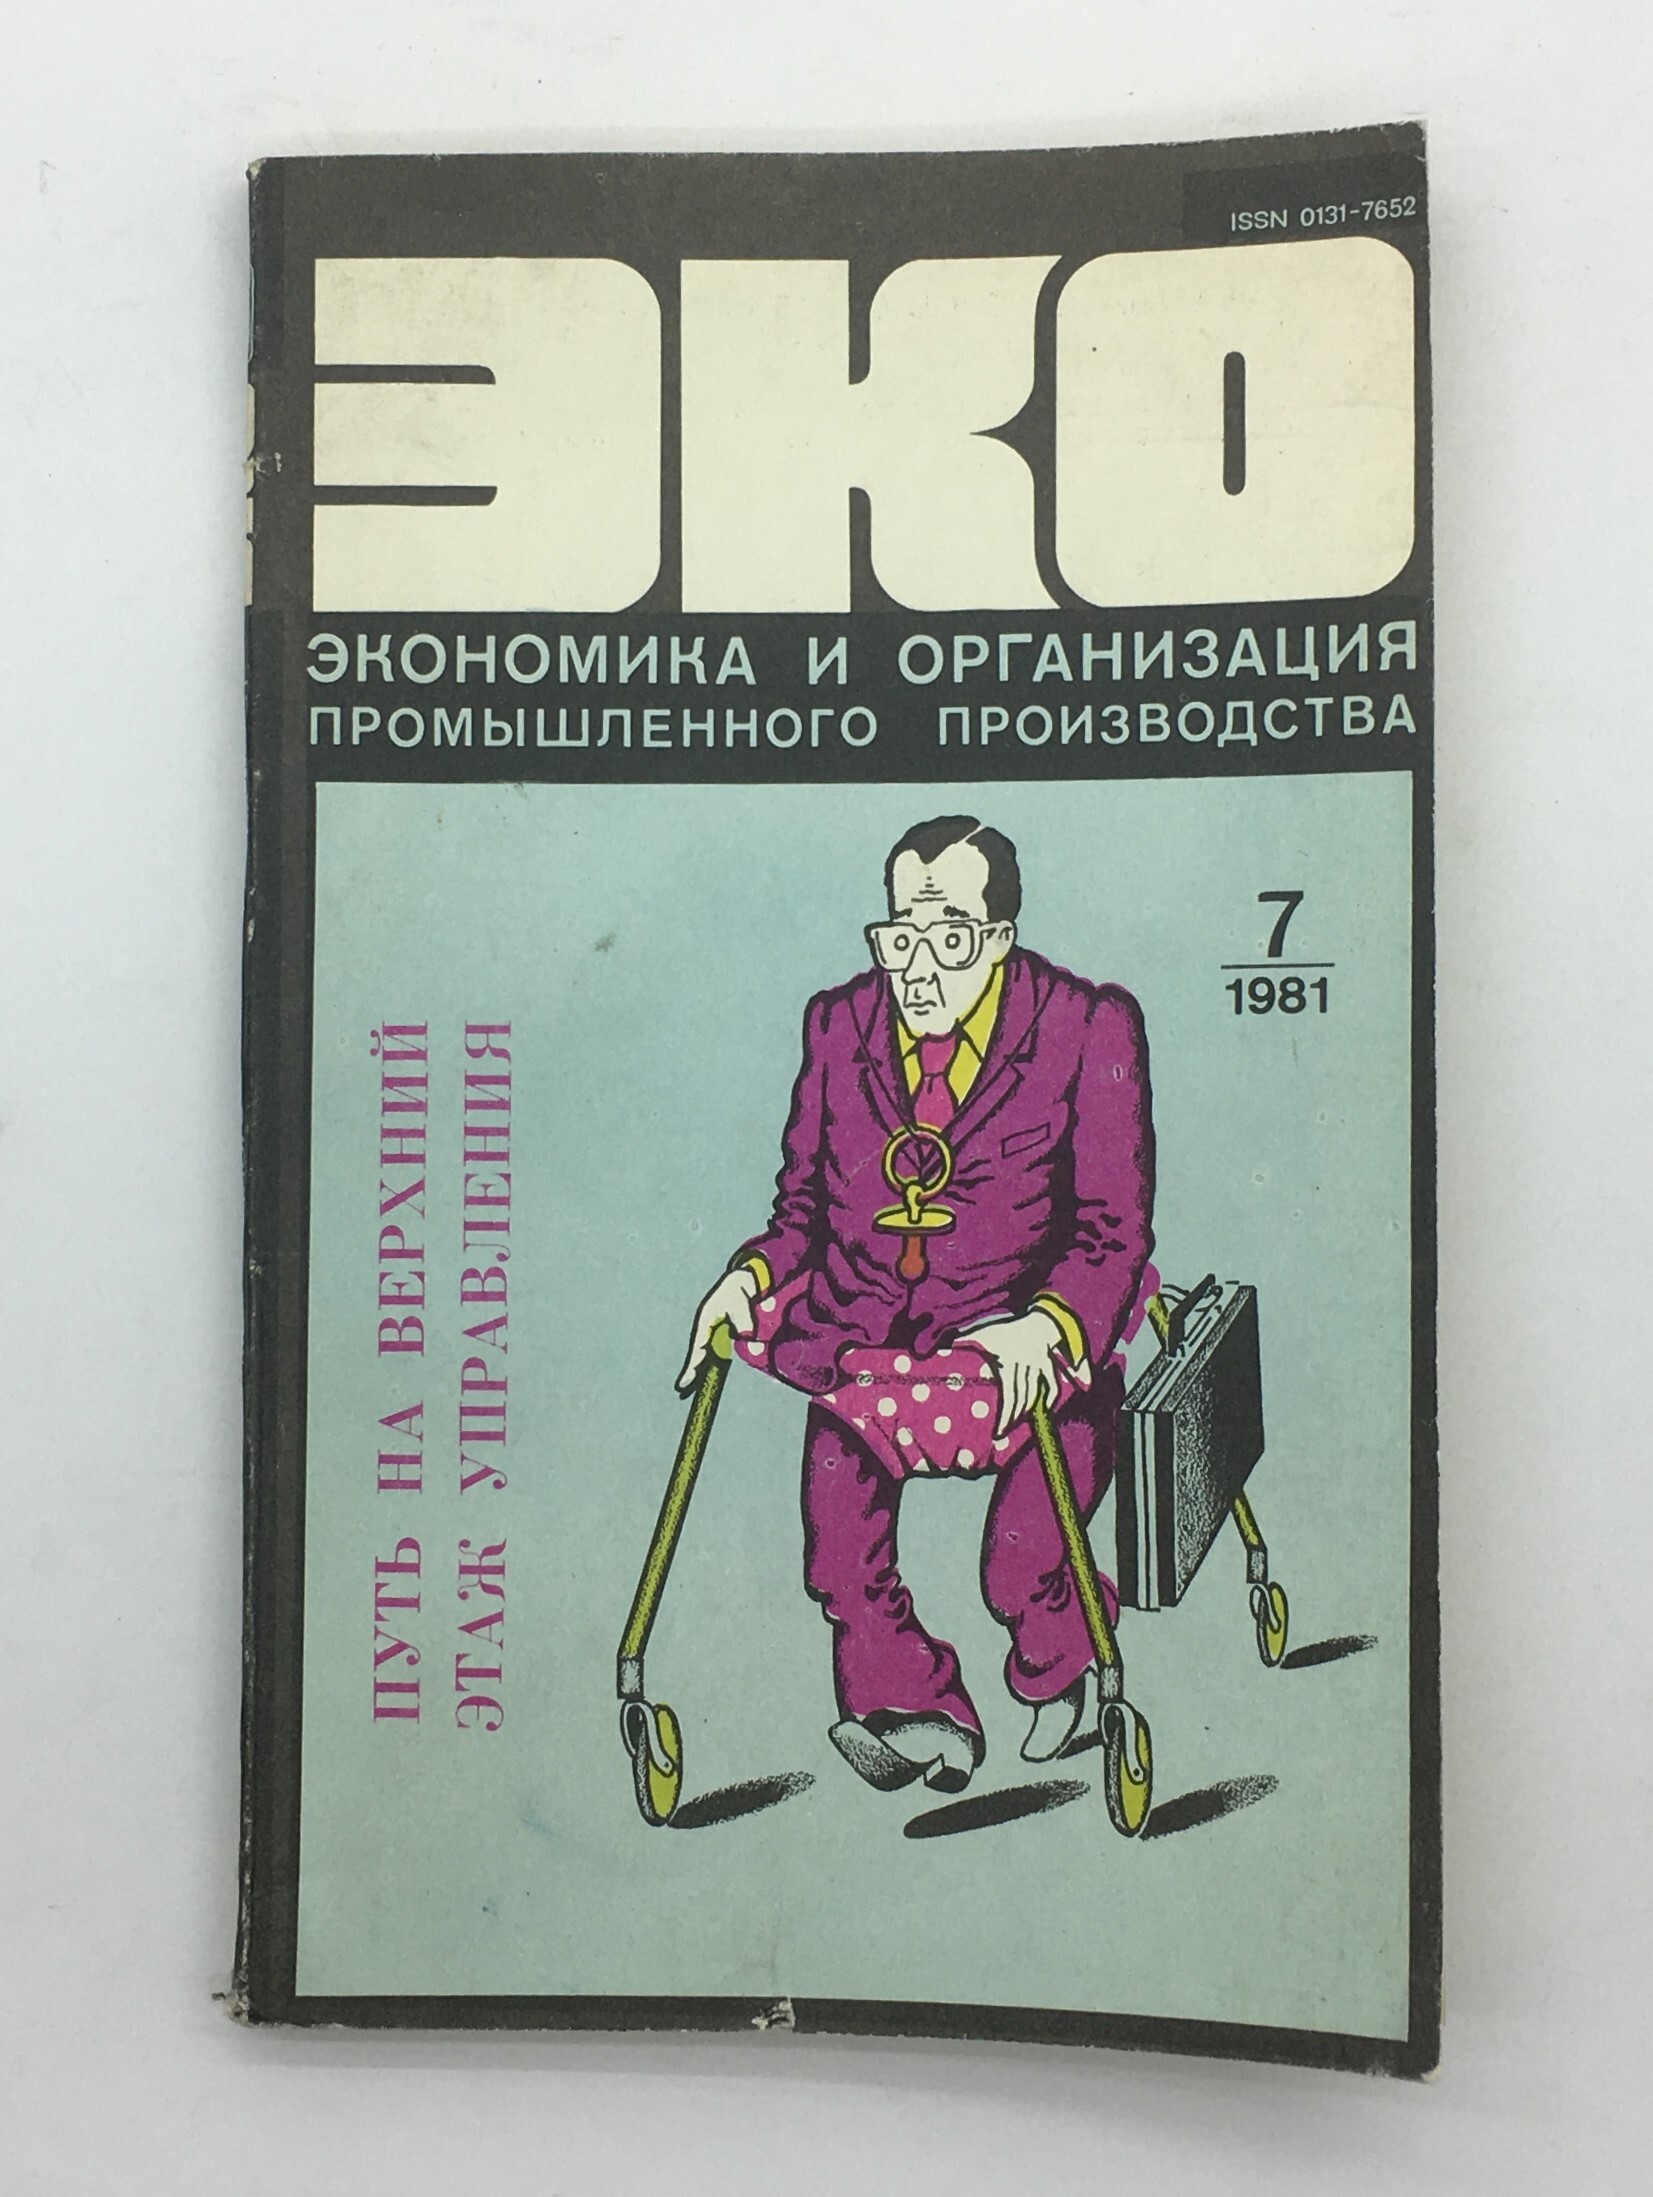 ISSN 0131-7652
ЭКО
ЭКОНОМИКА И ОРГАНИЗАЦИЯ
ПРОМЫШЛЕННОГО ПРОИЗВОДСТВА
7
1981
ПУТЬ НА ВЕРХНИЙ
ЭТАЖ УПРАВЛЕНИЯ